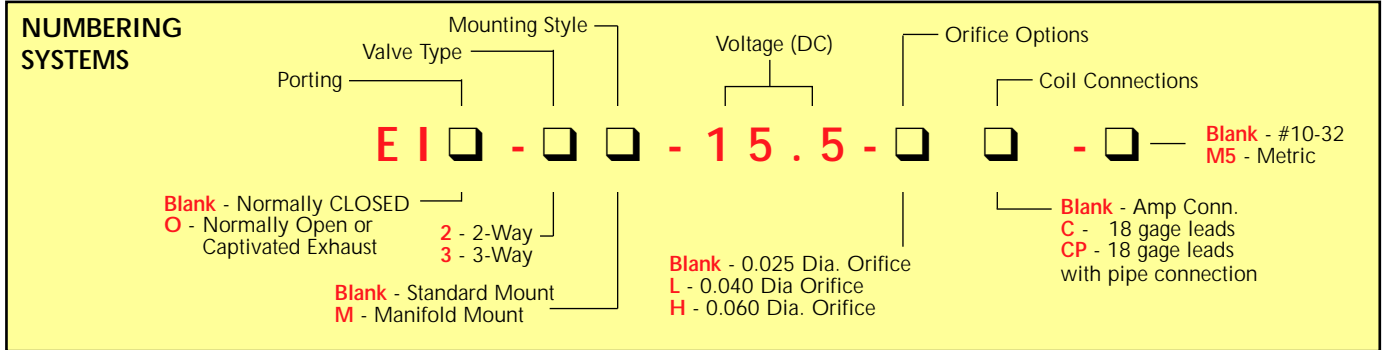 NUMBERING
SYSTEMS
Mounting Style
Valve Type
Porting
Voltage (DC)
Orifice Options
Coil Connections
EI❑ - ❑ ❑ - 15.5 - ❑ ❑ - ❑
Blank - #10-32
M5 - Metric
Blank - Normally CLOSED
O - Normally Open or
Captivated Exhaust
2 - 2-Way
3 - 3-Way
Blank - Standard Mount
M - Manifold Mount
Blank - 0.025 Dia. Orifice
L - 0.040 Dia Orifice
H - 0.060 Dia. Orifice
Blank - Amp Conn.
C - 18 gage leads
CP - 18 gage leads
with pipe connection